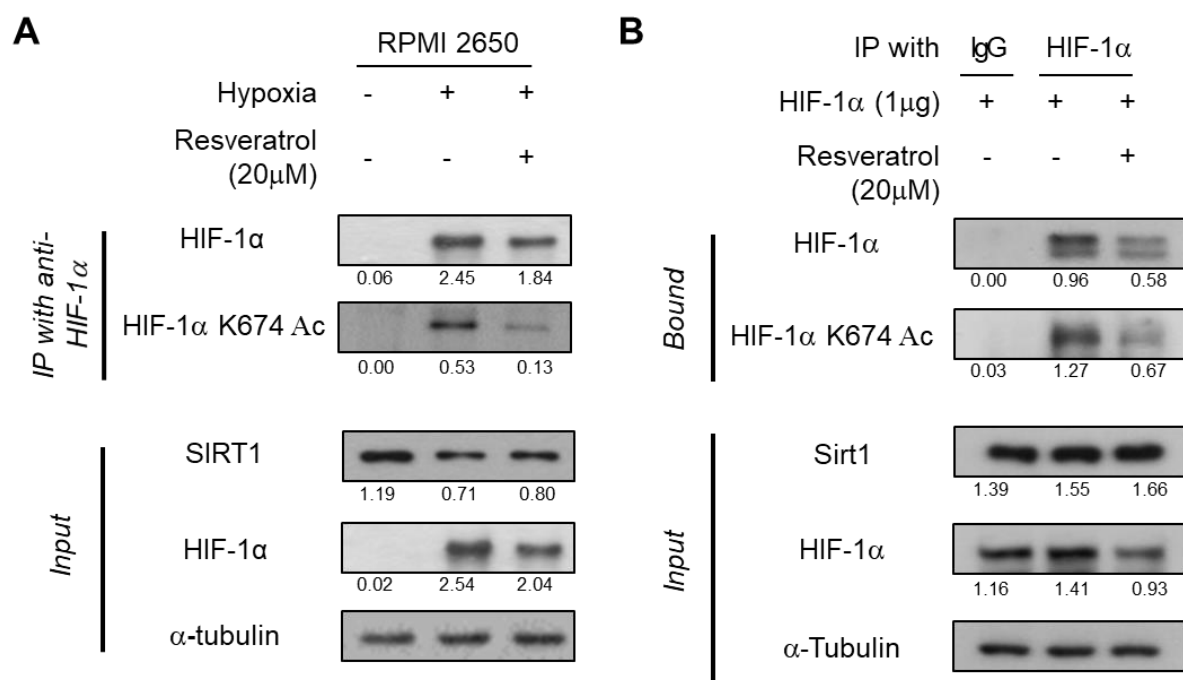 A
RPMI 2650
Hypoxia - + +
Resveratrol
(20μM) - - +
IP with anti-
HIF-1α
HIF-1α
0.06 2.45 1.84
HIF-1α K674 Ac
0.00 0.53 0.13
Input
SIRT1
1.19 0.71 0.80
HIF-1α
0.02 2.54 2.04
α-tubulin
B
IP with IgG HIF-1α
HIF-1α (1μg) + + +
Resveratrol - - +
(20μM)
Bound
HIF-1α
0.00 0.96 0.58
HIF-1α K674 Ac
0.03 1.27 0.67
Input
Sirt1
1.39 1.55 1.66
HIF-1α
1.16 1.41 0.93
α-Tubulin